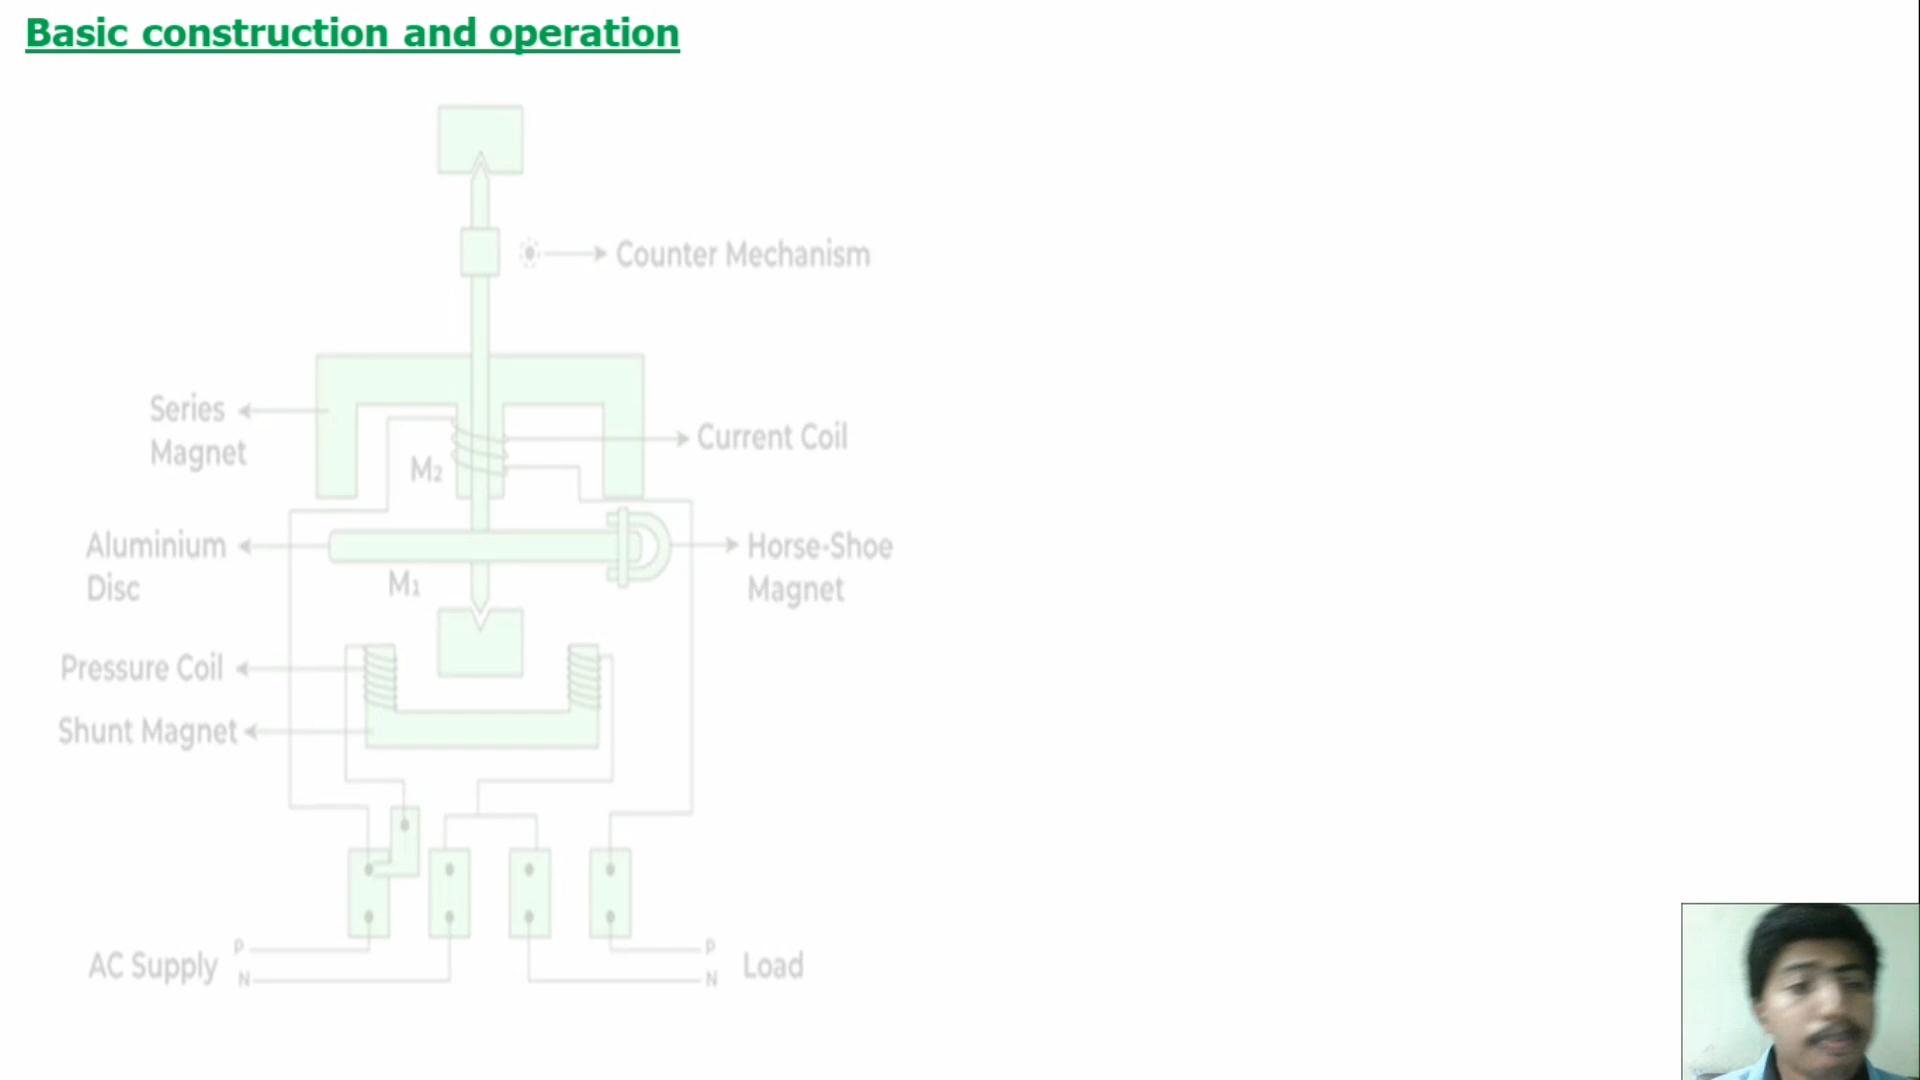 Basic construction and operation
Counter Mechanism
Series
Magnet
Current Coil
M₂
Aluminium
Disc
Horse-Shoe
Magnet
M₁
Pressure Coil
Shunt Magnet
AC Supply
P
N
P
N
Load